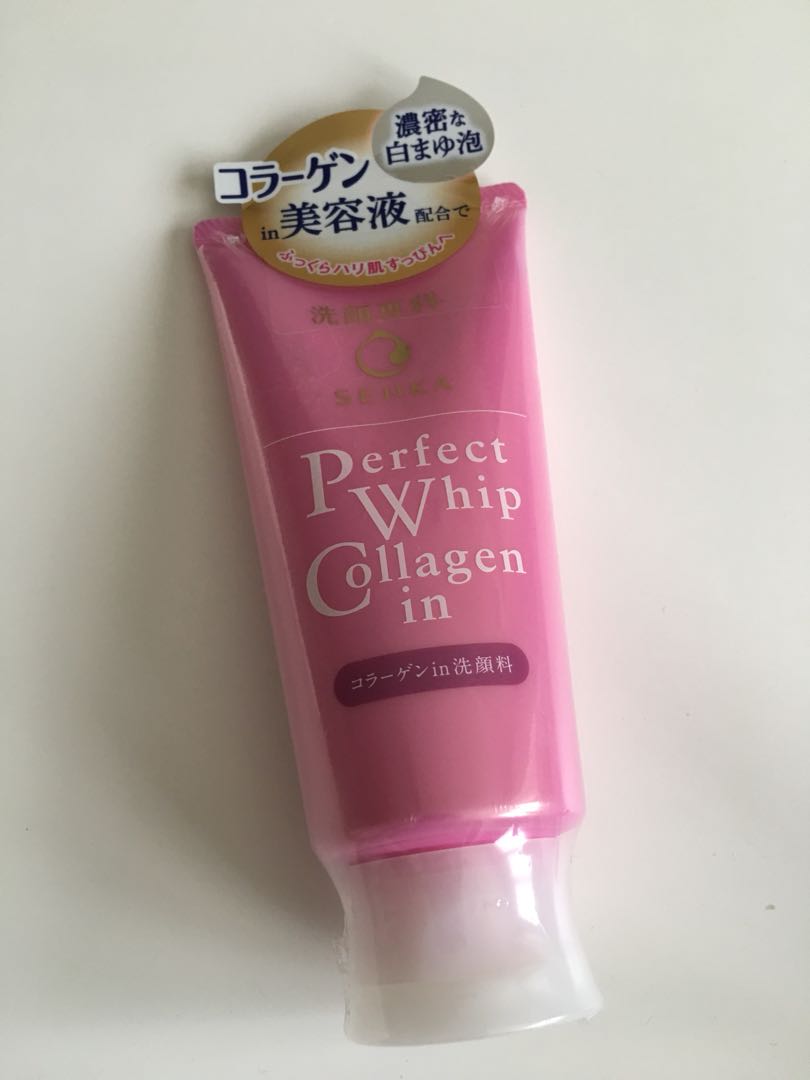 濃密な
白まゆ泡
コラーゲン
in美容液配合で
ぷっくらハリ肌すっぴんへ
洗顔専科
SENKA
Perfect
Whip
Collagen
in
コラーゲンin洗顔料